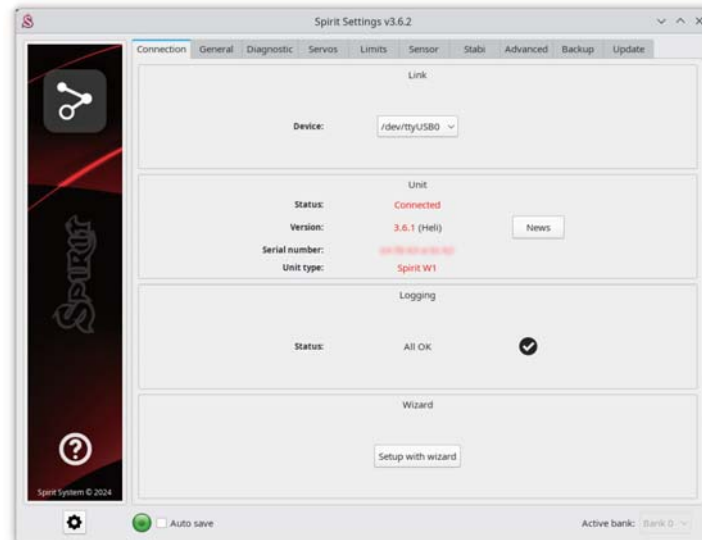 Spirit Settings v3.6.2
Connection General Diagnostic Servos Limits Sensor Stabi Advanced Backup Update
Link
Device: /dev/ttyUSB0
Unit
Status: Connected
Version: 3.6.1 (Heli) News
Serial number:
Unit type: Spirit W1
Logging
Status: All OK
Wizard
Setup with wizard
SPIRIT
Spirit System © 2024
Auto save Active bank: Bank 0